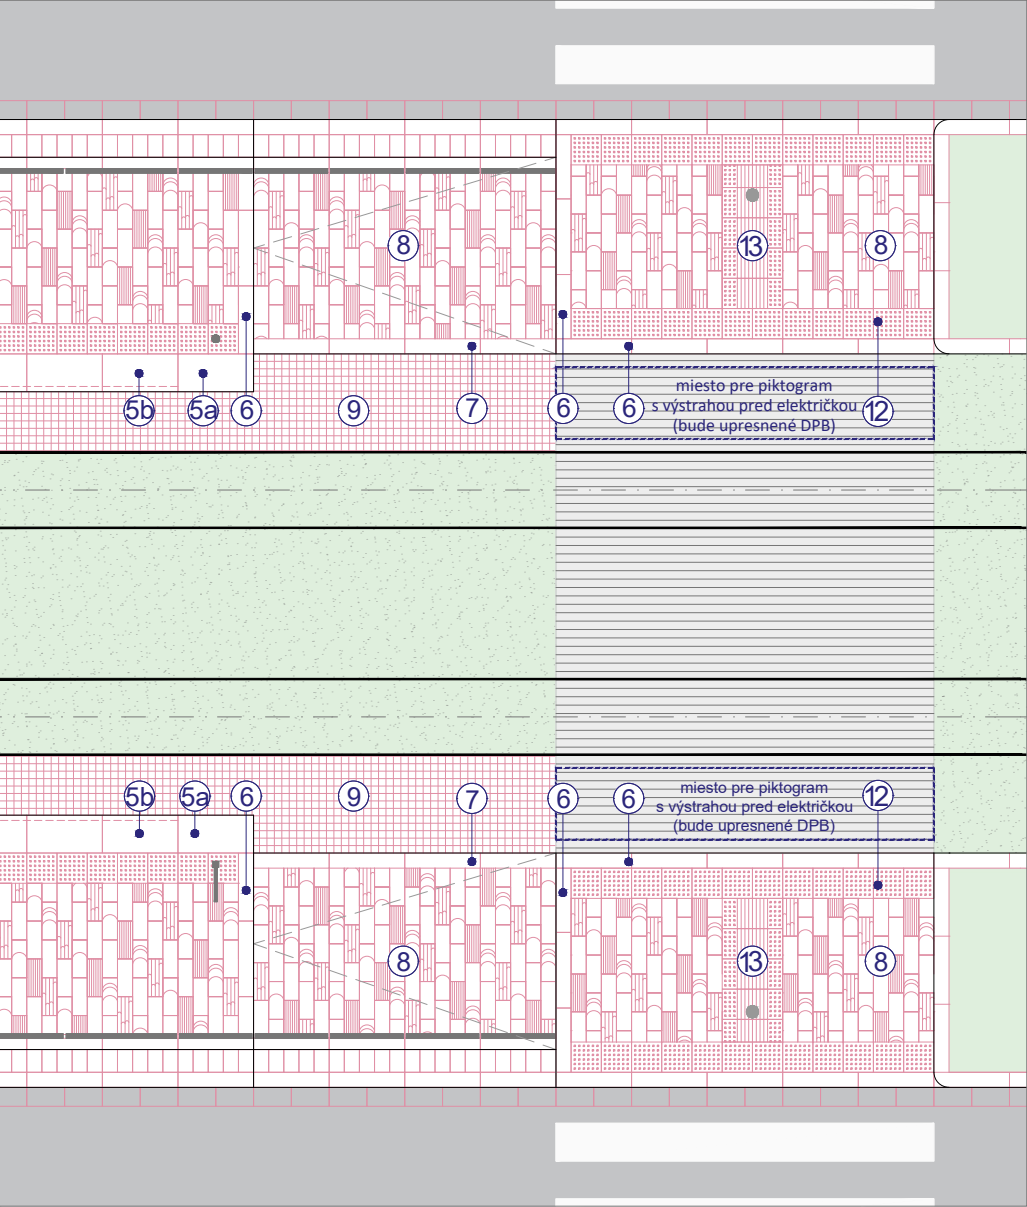 8
13
8
miesto pre piktogram
s výstrahou pred električkou
(bude upresnené DPB)
5b 5a 6 9 7 6 6 12
5b 5a 6 9 7 6 6 12
miesto pre piktogram
s výstrahou pred električkou
(bude upresnené DPB)
8
13
8